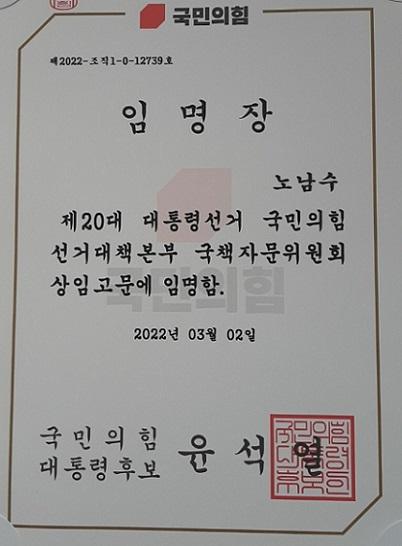 국민의힘
제2022-조직1-0-12739호
임명장
노남수
제20대 대통령선거 국민의힘
선거대책본부 국책자문위원회
상임고문에 임명함.
국민의힘
2022년 03월 02일
국민의힘
대통령후보 윤석열